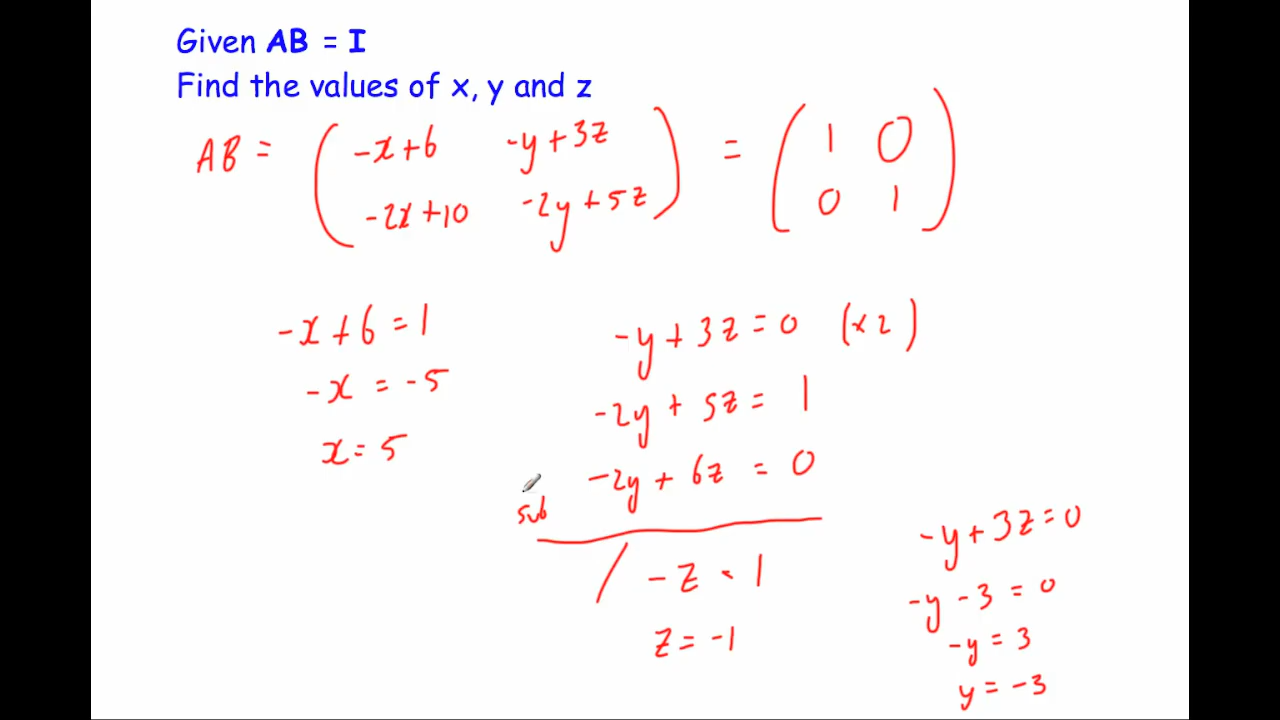 Given AB = I
Find the values of x, y and z
AB = ( -x+6 -y+3z ) = ( 1 0 )
( -2x+10 -2y+5z ) ( 0 1 )
-x+6=1
-x = -5
x=5
-y+3z=0 (x2)
-2y+5z=1
sub -2y+6z=0
/ -z = 1
z=-1
-y+3z=0
-y-3=0
-y=3
y=-3